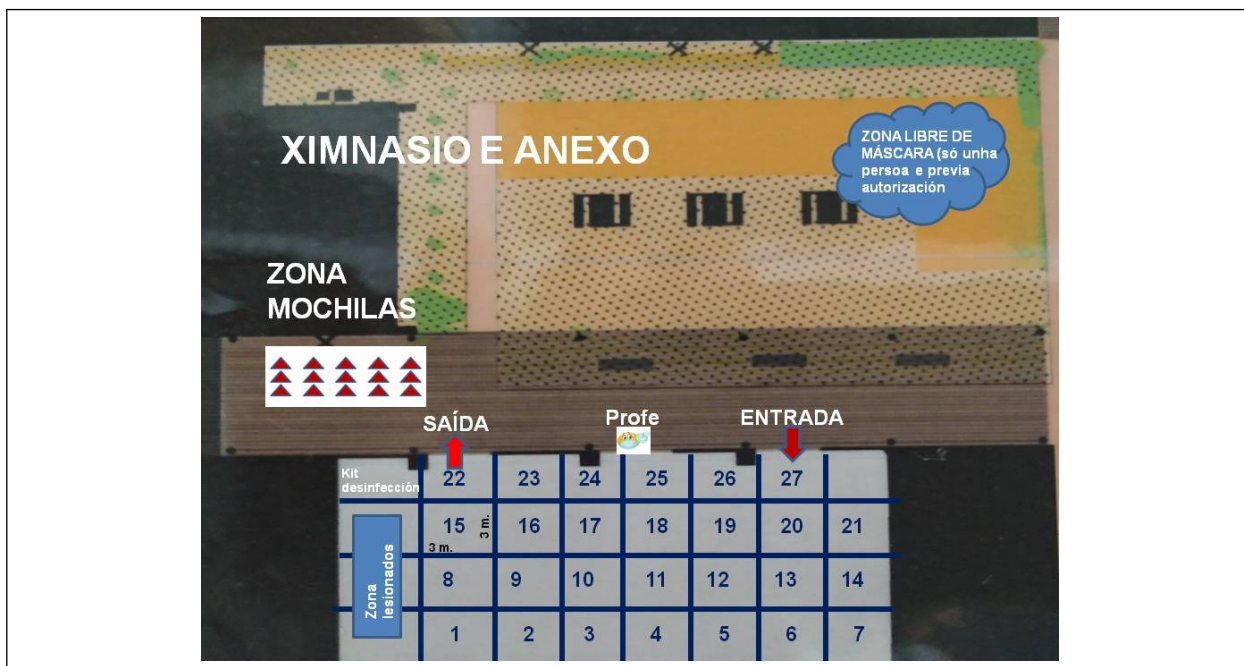 XIMNASIO E ANEXO
ZONA LIBRE DE
MÁSCARA (só unha
persoa e previa
autorización
ZONA
MOCHILAS
SAÍDA
Profe
ENTRADA
Kit
desinfección
22
23
24
25
26
27
15
3 m.
3 m.
16
17
18
19
20
21
Zona
lesionados
8
9
10
11
12
13
14
1
2
3
4
5
6
7